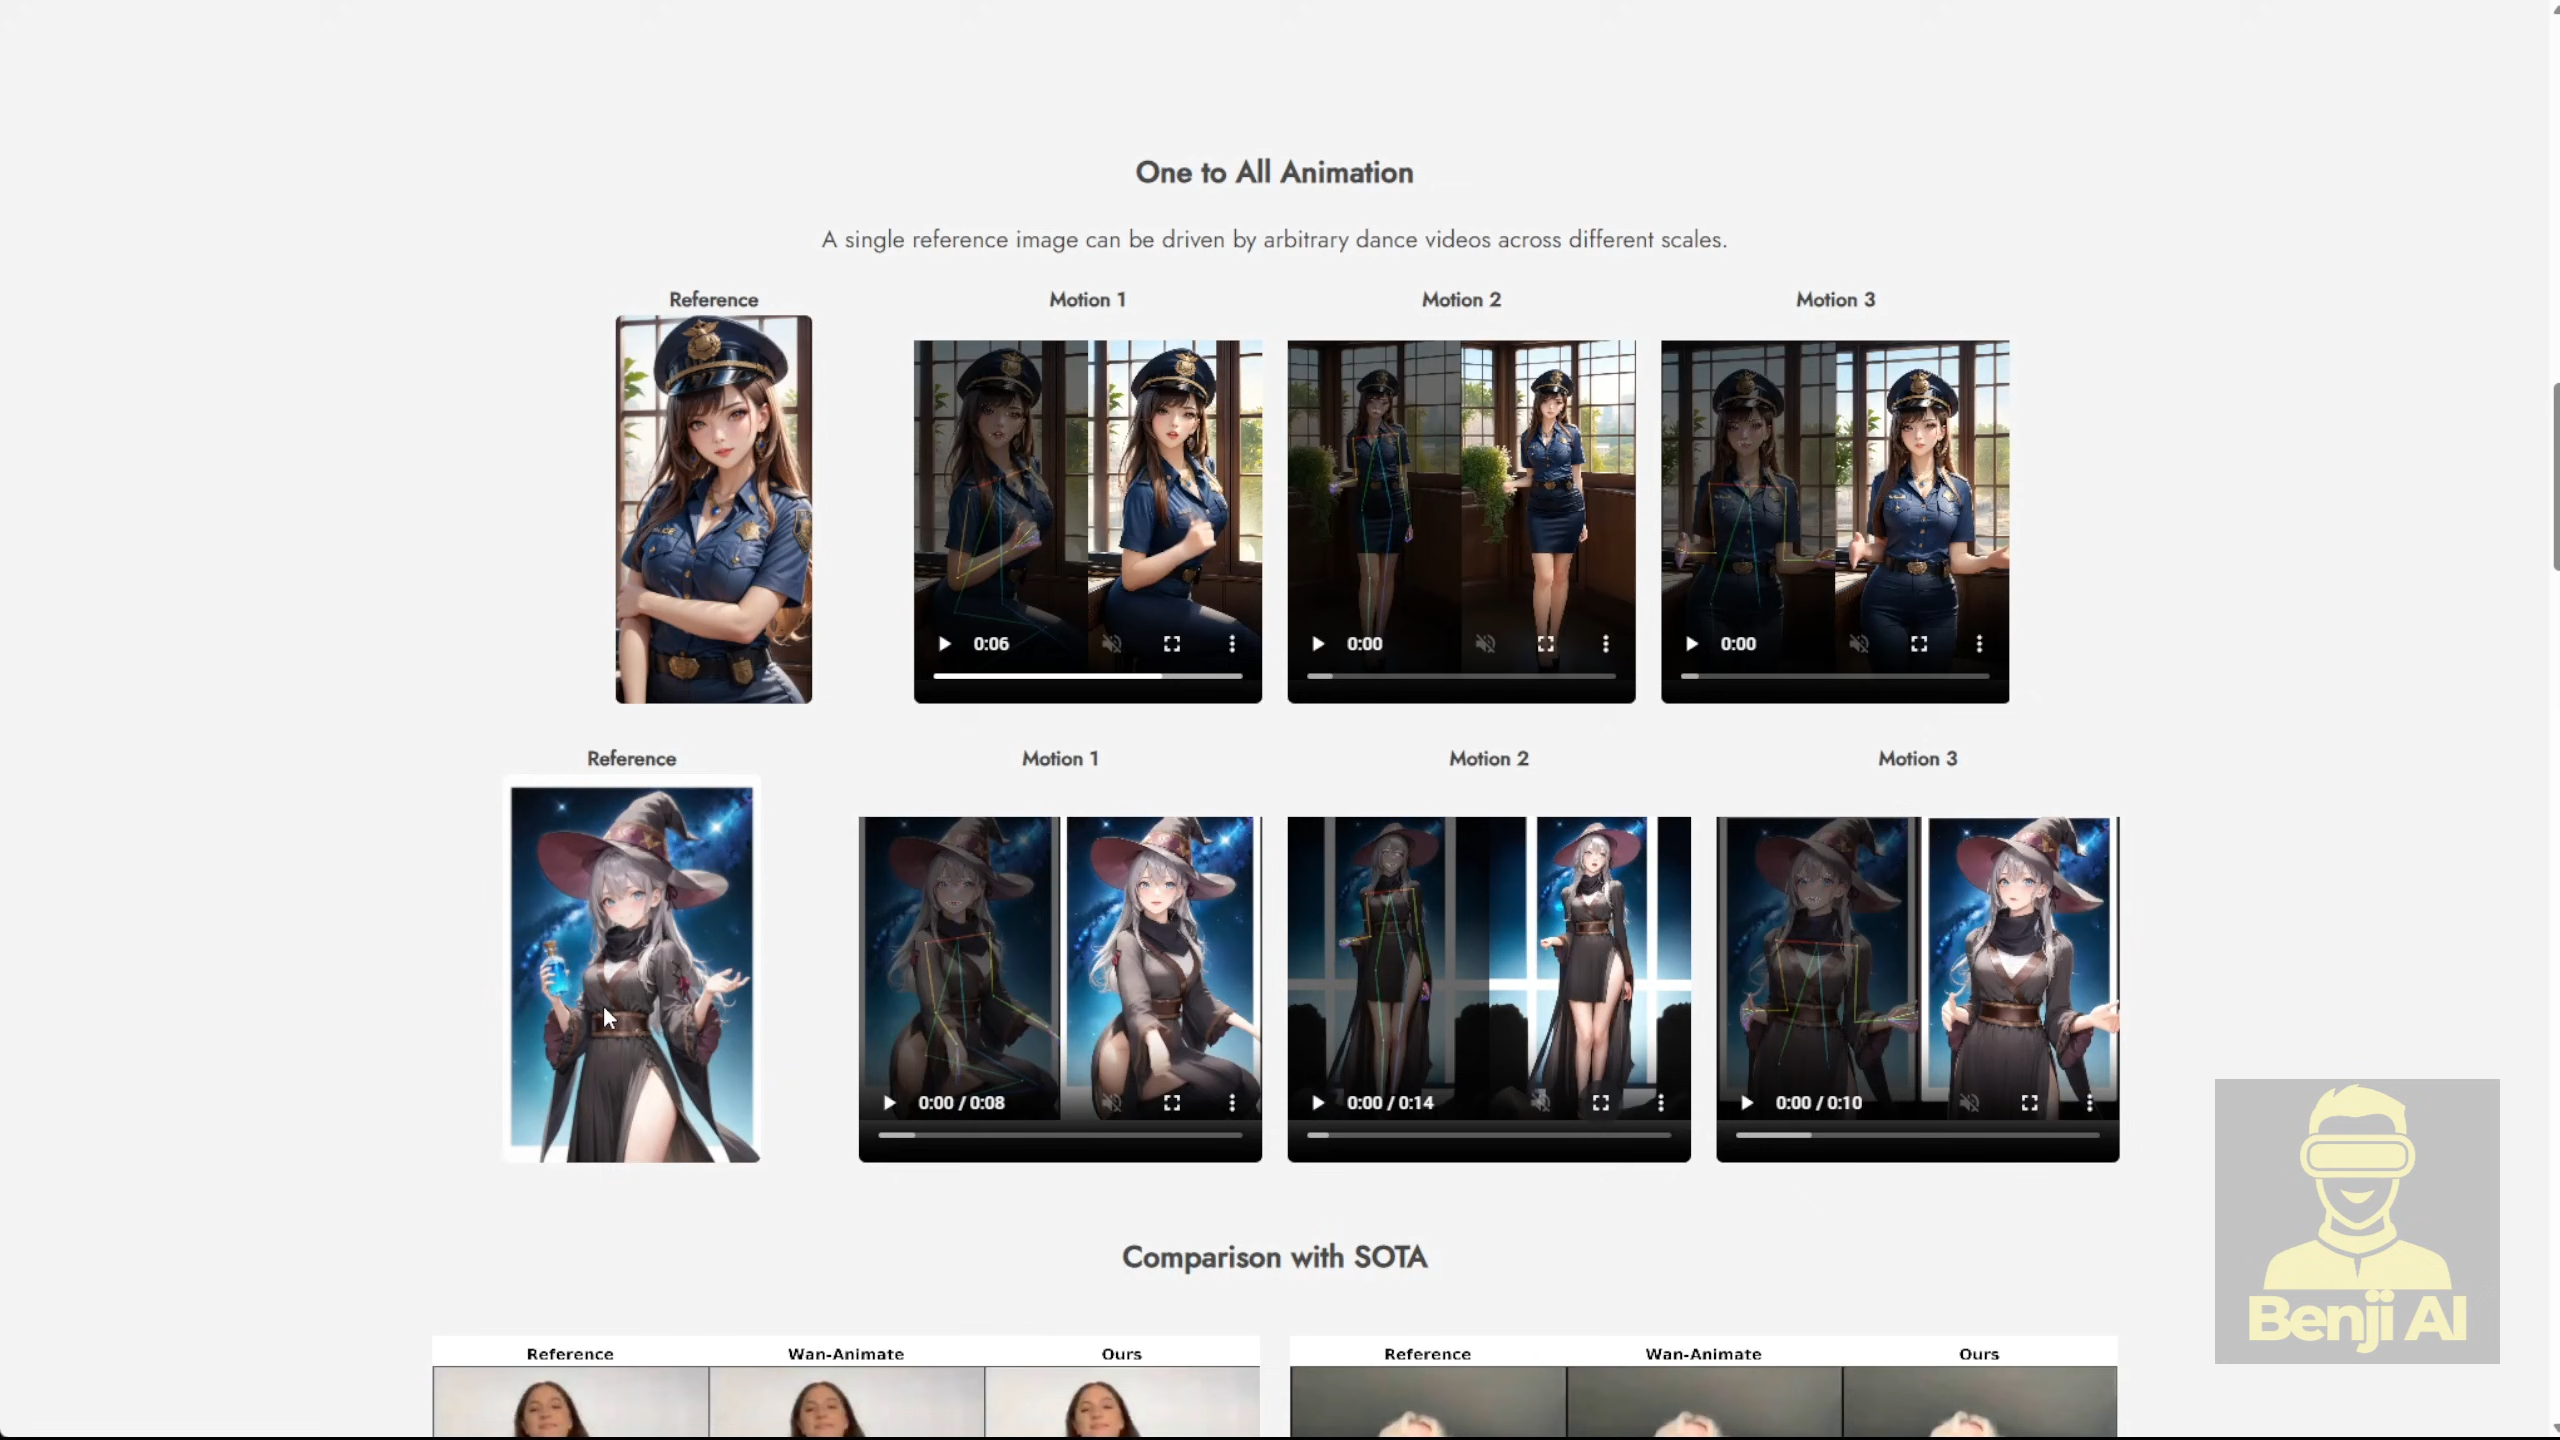 One to All Animation
A single reference image can be driven by arbitrary dance videos across different scales.
Reference
Motion 1
Motion 2
Motion 3
0:06
0:00
0:00
Reference
Motion 1
Motion 2
Motion 3
0:00 / 0:08
0:00 / 0:14
0:00 / 0:10
Comparison with SOTA
Reference
Wan-Animate
Ours
Reference
Wan-Animate
Ours
Benji AI